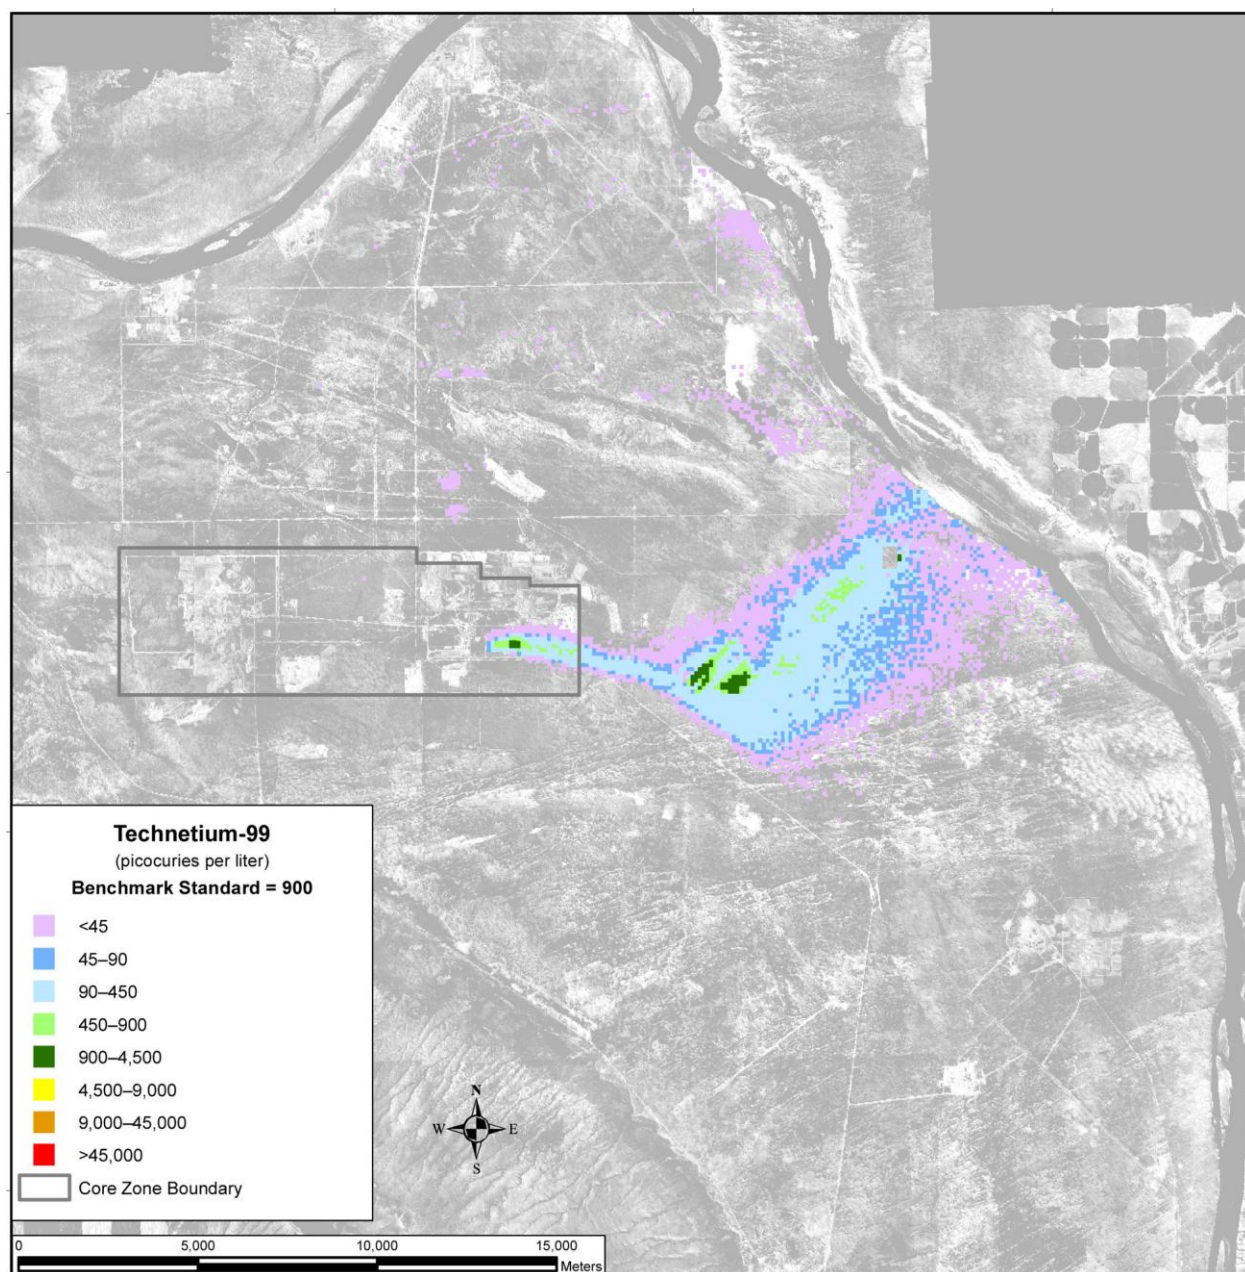 Technetium-99
(picocuries per liter)
Benchmark Standard = 900
<45
45–90
90–450
450–900
900–4,500
4,500–9,000
9,000–45,000
>45,000
Core Zone Boundary
N
W E
S
0 5,000 10,000 15,000
Meters